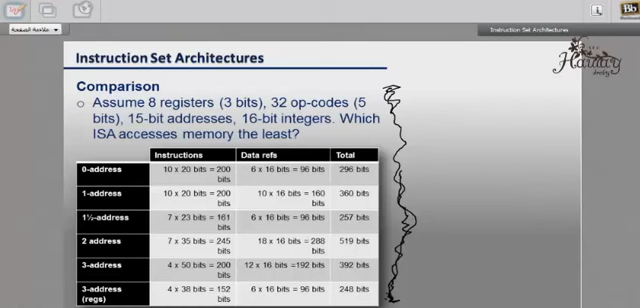 Bb
Instruction Set Architectures
Instruction Set Architectures
Comparison
○ Assume 8 registers (3 bits), 32 op-codes (5
bits), 15-bit addresses, 16-bit integers. Which
ISA accesses memory the least?
Instructions Data refs Total
0-address 10 x 20 bits = 200 bits 6 x 16 bits = 96 bits 296 bits
1-address 10 x 20 bits = 200 bits 10 x 16 bits = 160 bits 360 bits
1½-address 7 x 23 bits = 161 bits 6 x 16 bits = 96 bits 257 bits
2 address 7 x 35 bits = 245 bits 18 x 16 bits = 288 bits 519 bits
3-address 4 x 50 bits = 200 bits 12 x 16 bits =192 bits 392 bits
3-address (regs) 4 x 38 bits = 152 bits 6 x 16 bits = 96 bits 248 bits